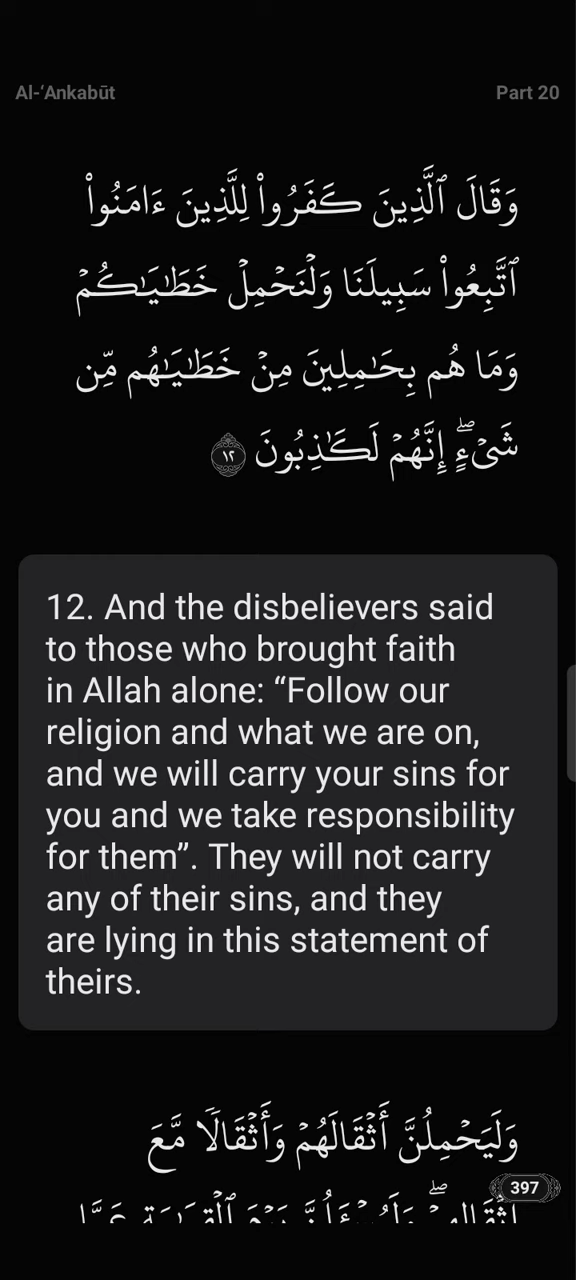 Al-‘Ankabūt
Part 20
وَقَالَ ٱلَّذِينَ كَفَرُوا۟ لِلَّذِينَ ءَامَنُوا۟
ٱتَّبِعُوا۟ سَبِيلَنَا وَلۡنَحۡمِلۡ خَطَـٰيَـٰكُمۡ
وَمَا هُم بِحَـٰمِلِينَ مِنۡ خَطَـٰيَـٰهُم مِّن
شَىۡءٍۖ إِنَّهُمۡ لَكَـٰذِبُونَ ١٢
12. And the disbelievers said
to those who brought faith
in Allah alone: “Follow our
religion and what we are on,
and we will carry your sins for
you and we take responsibility
for them”. They will not carry
any of their sins, and they
are lying in this statement of
theirs.
وَلَيَحۡمِلُنَّ أَثۡقَالَهُمۡ وَأَثۡقَالࣰا مَّعَ
397